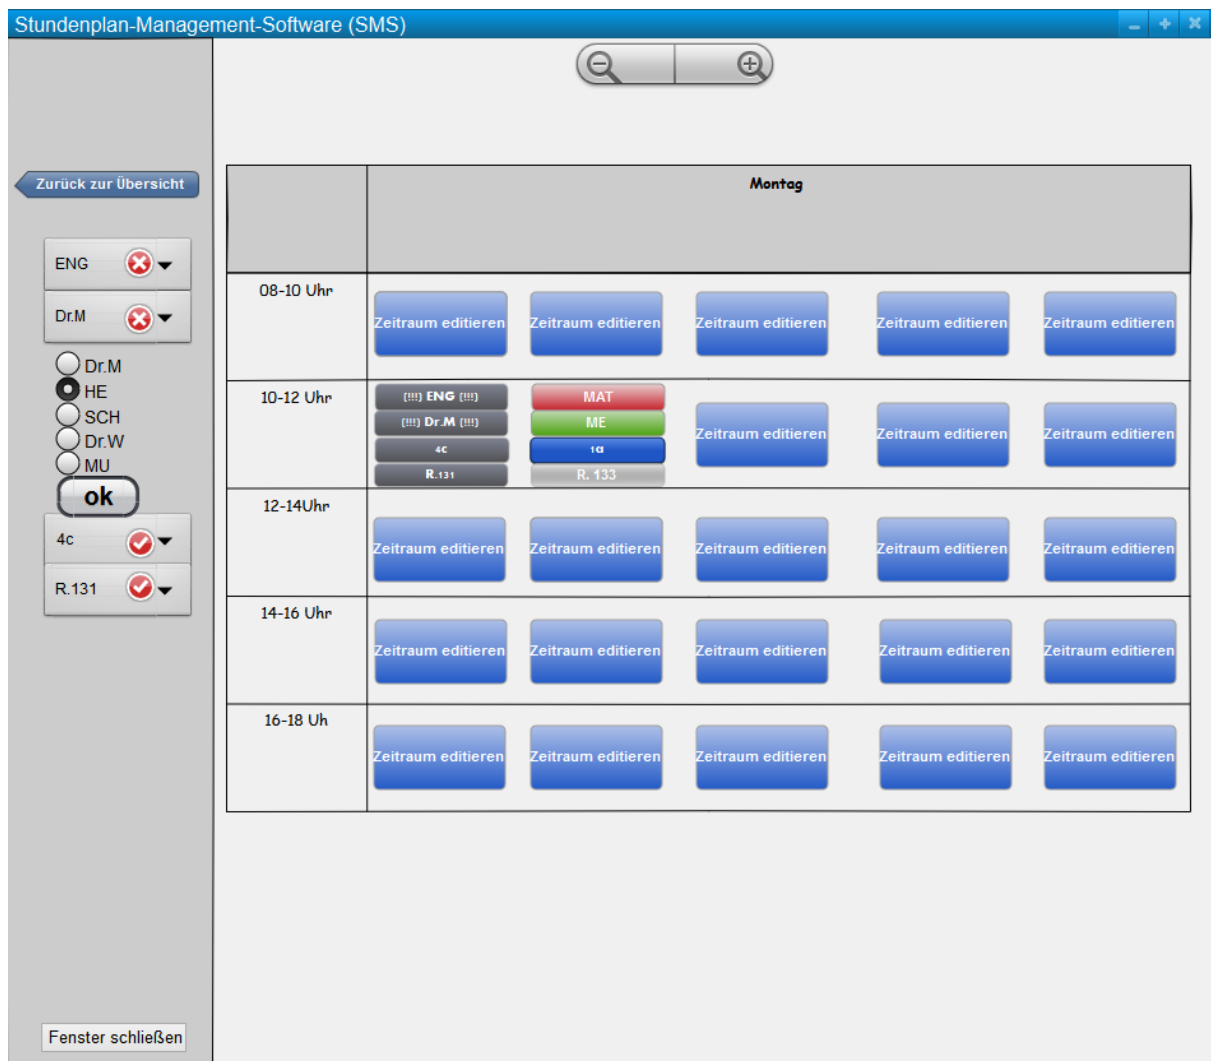 Stundenplan-Management-Software (SMS)
Zurück zur Übersicht
ENG
Dr.M
Dr.M
HE
SCH
Dr.W
MU
ok
4c
R.131
Fenster schließen
Montag
08-10 Uhr
Zeitraum editieren Zeitraum editieren Zeitraum editieren Zeitraum editieren Zeitraum editieren
10-12 Uhr
(!!!) ENG (!!!)
(!!!) Dr.M (!!!)
4c
R.131
MAT
ME
1a
R. 133
Zeitraum editieren Zeitraum editieren Zeitraum editieren
12-14Uhr
Zeitraum editieren Zeitraum editieren Zeitraum editieren Zeitraum editieren Zeitraum editieren
14-16 Uhr
Zeitraum editieren Zeitraum editieren Zeitraum editieren Zeitraum editieren Zeitraum editieren
16-18 Uh
Zeitraum editieren Zeitraum editieren Zeitraum editieren Zeitraum editieren Zeitraum editieren